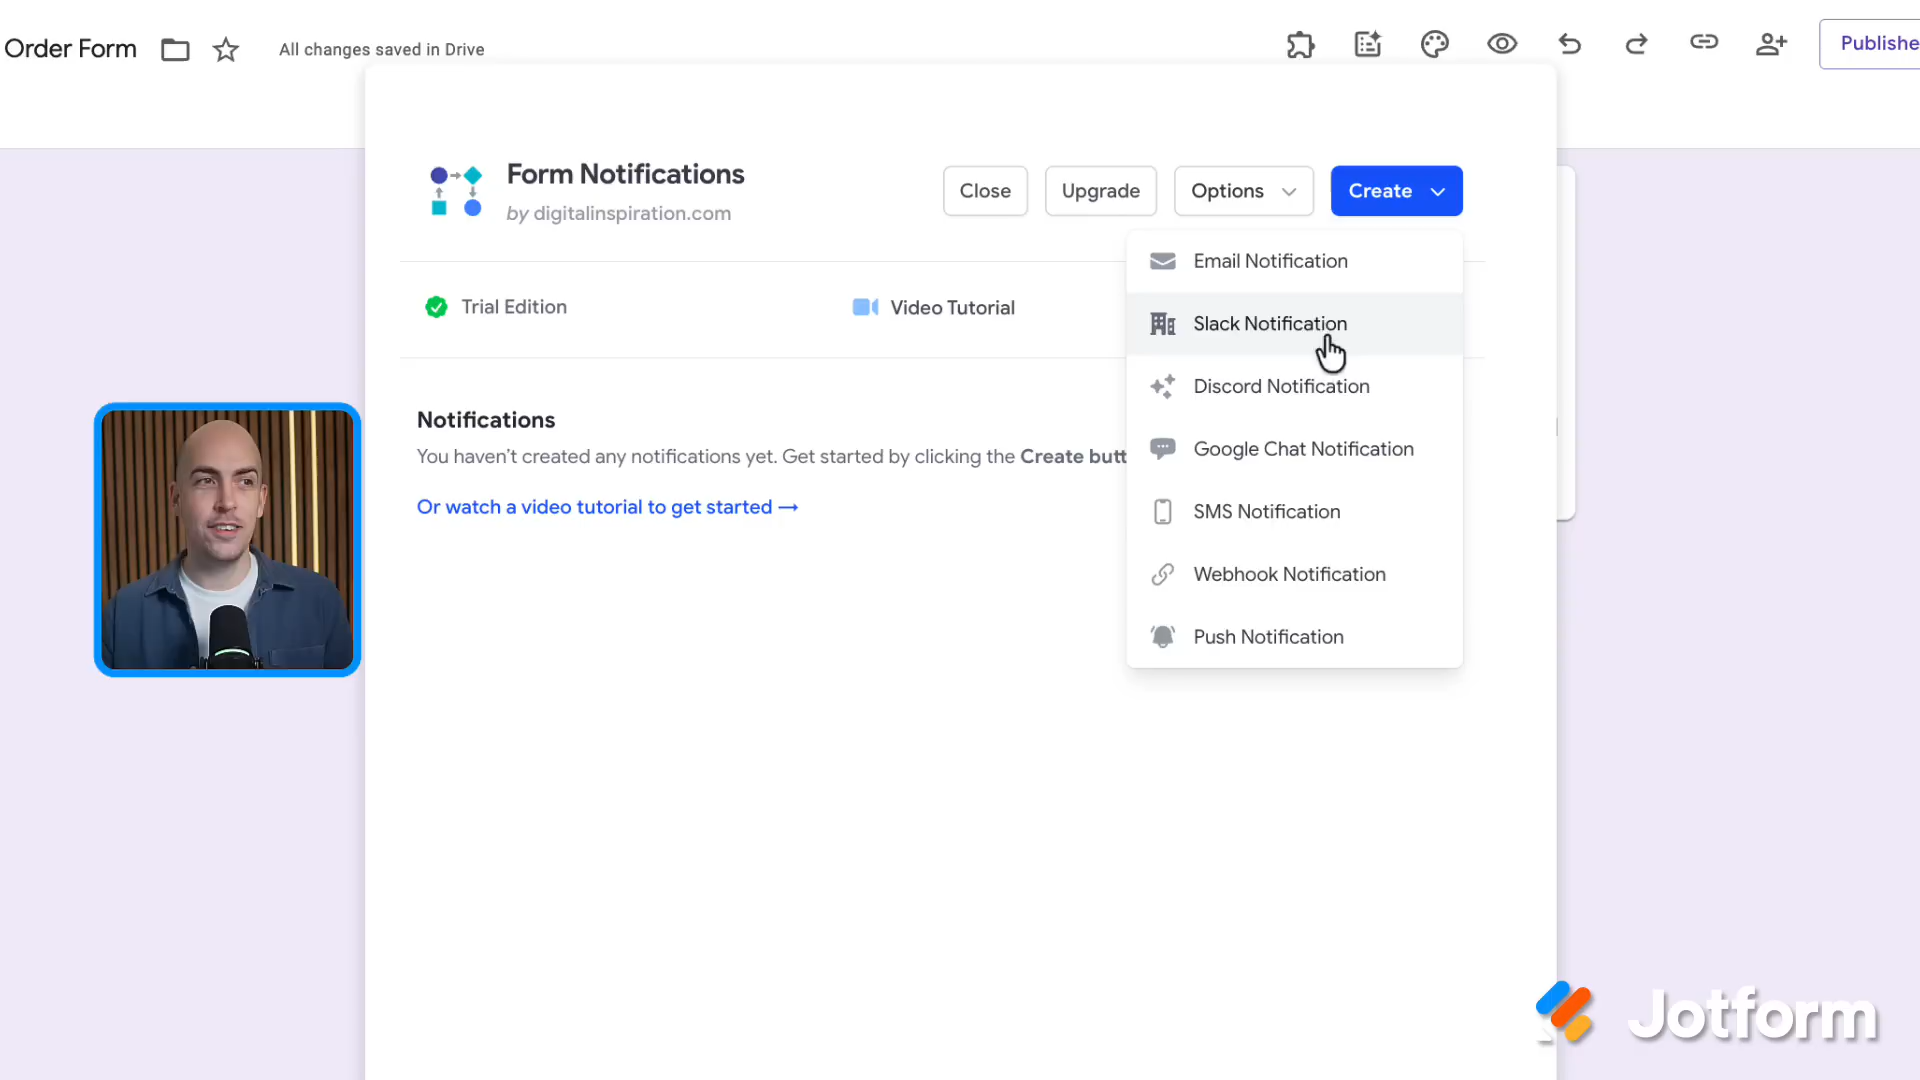 Order Form
All changes saved in Drive
Publishe
Form Notifications
by digitalinspiration.com
Close
Upgrade
Options
Create
Trial Edition
Video Tutorial
Email Notification
Slack Notification
Discord Notification
Google Chat Notification
SMS Notification
Webhook Notification
Push Notification
Notifications
You haven't created any notifications yet. Get started by clicking the Create butt
Or watch a video tutorial to get started →
Jotform